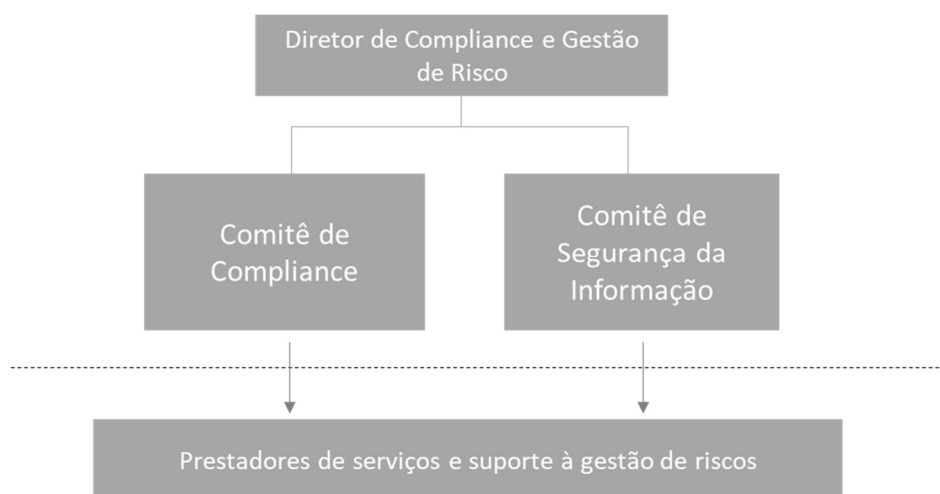 Diretor de Compliance e Gestão
de Risco
Comitê de
Compliance
Comitê de
Segurança da
Informação
Prestadores de serviços e suporte à gestão de riscos